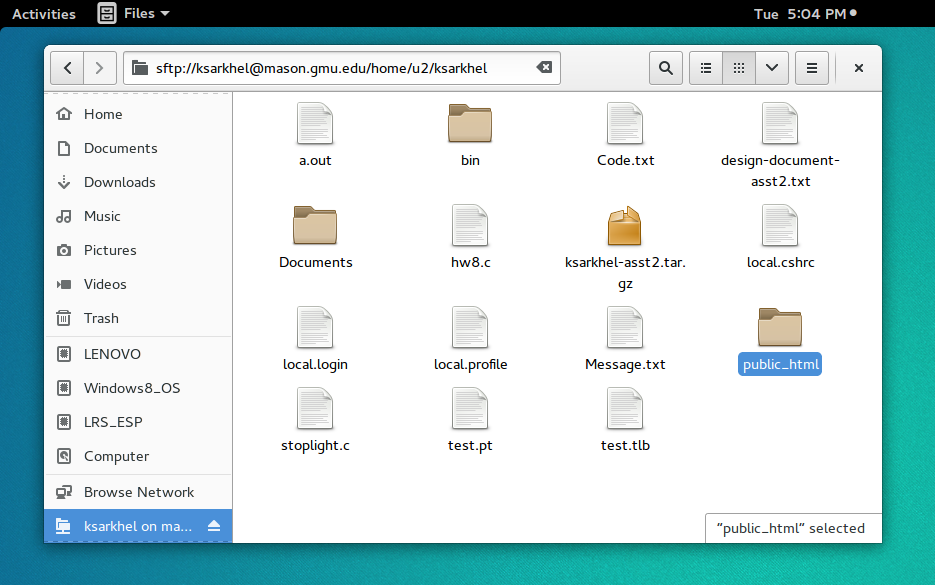 Activities
Files
Tue 5:04 PM
sftp://ksarkhel@mason.gmu.edu/home/u2/ksarkhel
Home
Documents
Downloads
Music
Pictures
Videos
Trash
LENOVO
Windows8_OS
LRS_ESP
Computer
Browse Network
ksarkhel on ma...
a.out
bin
Code.txt
design-document-
asst2.txt
Documents
hw8.c
ksarkhel-asst2.tar.
gz
local.cshrc
local.login
local.profile
Message.txt
public_html
stoplight.c
test.pt
test.tlb
“public_html” selected